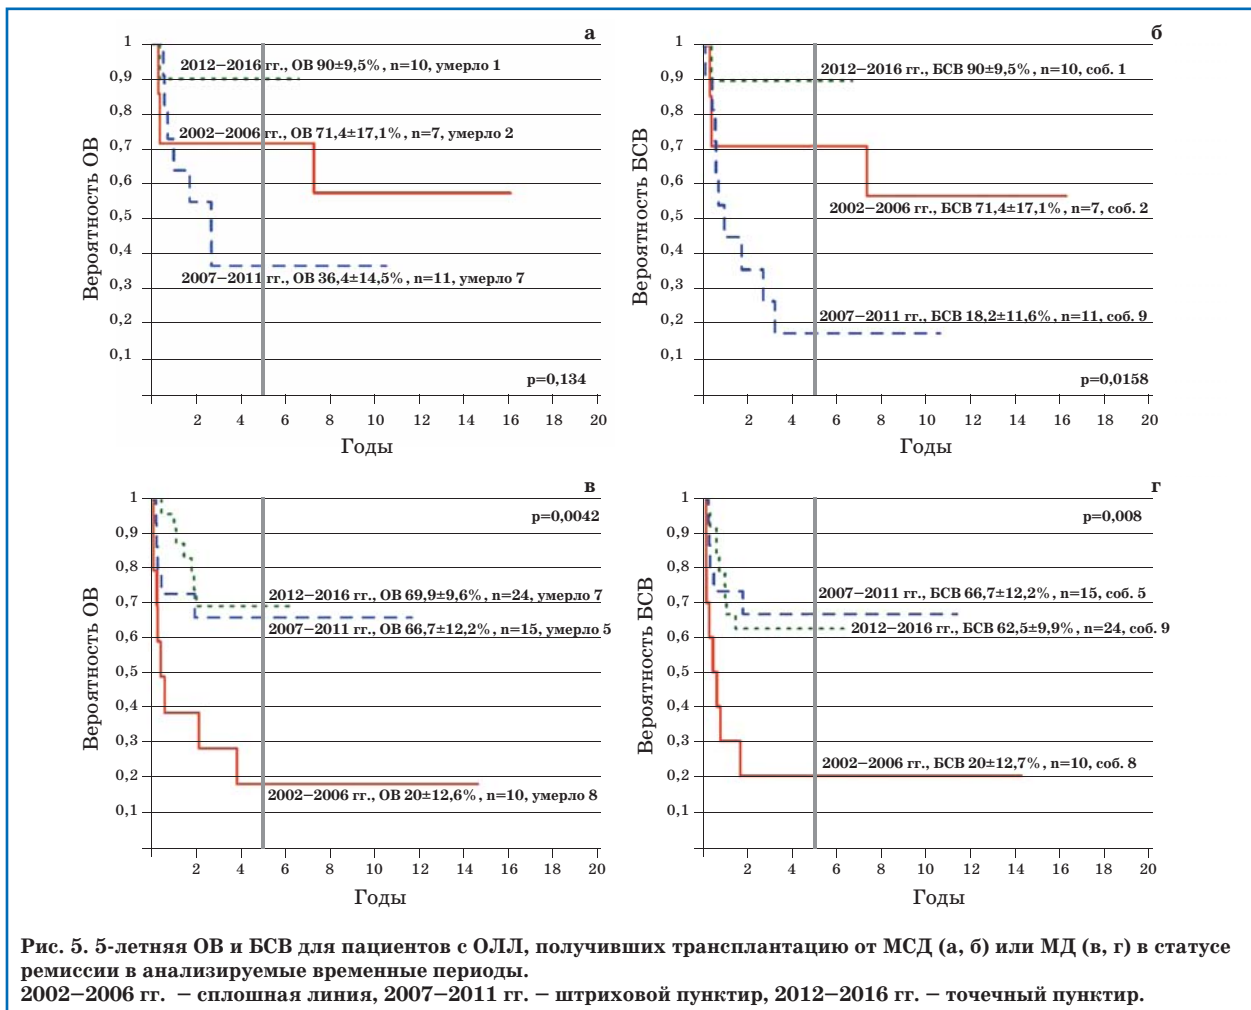 а
1
0,9
0,8
0,7
0,6
0,5
0,4
0,3
0,2
0,1
Вероятность ОВ
2012–2016 гг., ОВ 90±9,5%, n=10, умерло 1
2002–2006 гг., ОВ 71,4±17,1%, n=7, умерло 2
2007–2011 гг., ОВ 36,4±14,5%, n=11, умерло 7
p=0,134
2 4 6 8 10 12 14 16 18 20
Годы
б
1
0,9
0,8
0,7
0,6
0,5
0,4
0,3
0,2
0,1
Вероятность БСВ
2012–2016 гг., БСВ 90±9,5%, n=10, соб. 1
2002–2006 гг., БСВ 71,4±17,1%, n=7, соб. 2
2007–2011 гг., БСВ 18,2±11,6%, n=11, соб. 9
p=0,0158
2 4 6 8 10 12 14 16 18 20
Годы
в
1
0,9
0,8
0,7
0,6
0,5
0,4
0,3
0,2
0,1
Вероятность ОВ
p=0,0042
2012–2016 гг., ОВ 69,9±9,6%, n=24, умерло 7
2007–2011 гг., ОВ 66,7±12,2%, n=15, умерло 5
2002–2006 гг., ОВ 20±12,6%, n=10, умерло 8
2 4 6 8 10 12 14 16 18 20
Годы
г
1
0,9
0,8
0,7
0,6
0,5
0,4
0,3
0,2
0,1
Вероятность БСВ
p=0,008
2007–2011 гг., БСВ 66,7±12,2%, n=15, соб. 5
2012–2016 гг., БСВ 62,5±9,9%, n=24, соб. 9
2002–2006 гг., БСВ 20±12,7%, n=10, соб. 8
2 4 6 8 10 12 14 16 18 20
Годы
Рис. 5. 5-летняя ОВ и БСВ для пациентов с ОЛЛ, получивших трансплантацию от МСД (а, б) или МД (в, г) в статусе
ремиссии в анализируемые временные периоды.
2002–2006 гг. – сплошная линия, 2007–2011 гг. – штриховой пунктир, 2012–2016 гг. – точечный пунктир.